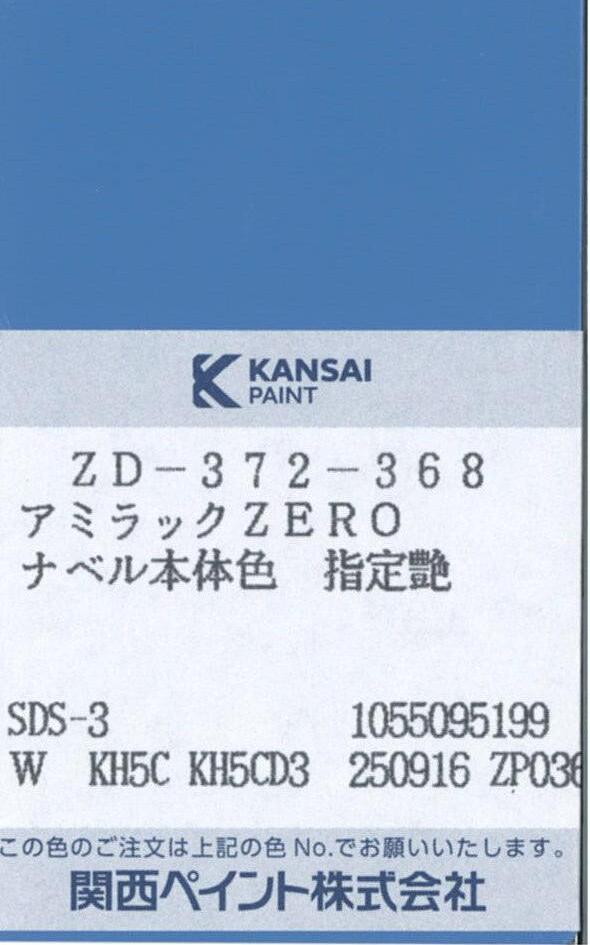 KANSAI
PAINT
ZD-372-368
アミラックZERO
ナベル本体色 指定艶
SDS-3 1055095199
W KH5C KH5CD3 250916 ZP036
この色のご注文は上記の色No.でお願いいたします。
関西ペイント株式会社